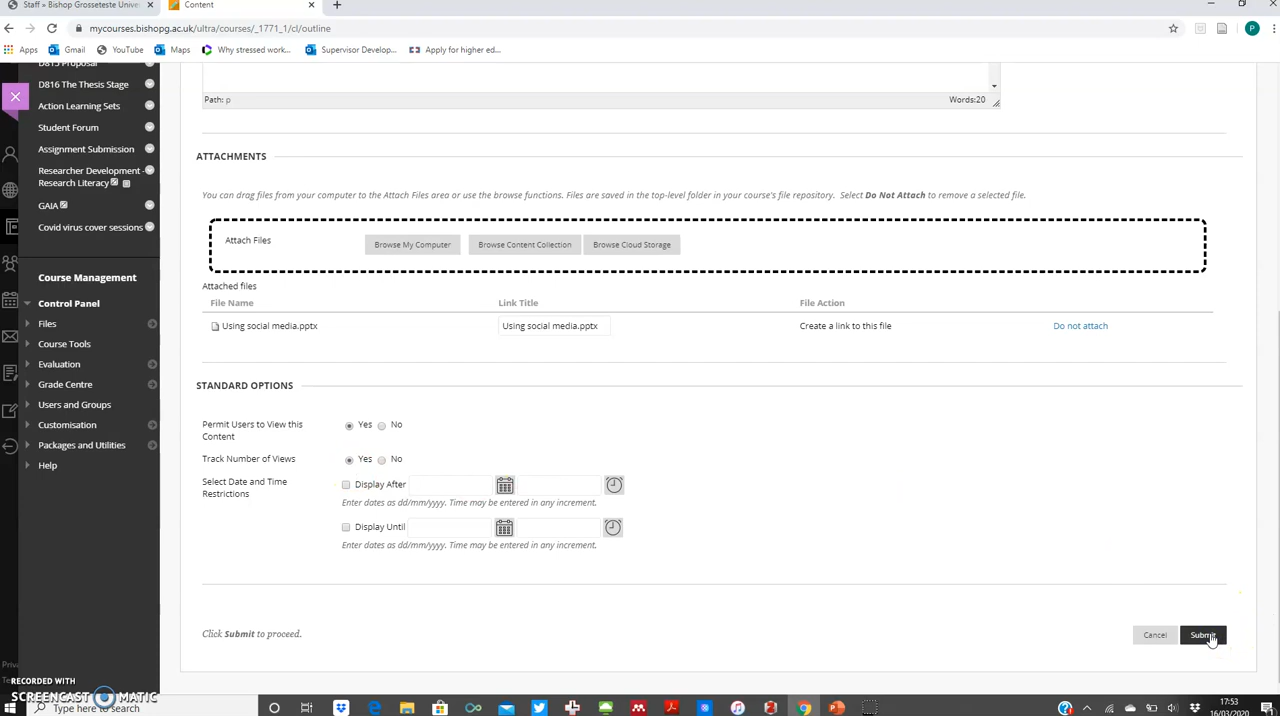 Staff » Bishop Grosseteste Univer
Content
mycourses.bishopg.ac.uk/ultra/courses/_1771_1/cl/outline
Apps Gmail YouTube Maps Why stressed work... Supervisor Develop... Apply for higher ed...
D815 Proposal
D816 The Thesis Stage
Action Learning Sets
Student Forum
Assignment Submission
Researcher Development -
Research Literacy
GAIA
Covid virus cover sessions
Course Management
Control Panel
Files
Course Tools
Evaluation
Grade Centre
Users and Groups
Customisation
Packages and Utilities
Help
Path: p Words:20
ATTACHMENTS
You can drag files from your computer to the Attach Files area or use the browse functions. Files are saved in the top-level folder in your course's file repository. Select Do Not Attach to remove a selected file.
Attach Files Browse My Computer Browse Content Collection Browse Cloud Storage
Attached files
File Name Link Title File Action
Using social media.pptx Using social media.pptx Create a link to this file Do not attach
STANDARD OPTIONS
Permit Users to View this
Content
Yes No
Track Number of Views Yes No
Select Date and Time
Restrictions
Display After
Enter dates as dd/mm/yyyy. Time may be entered in any increment.
Display Until
Enter dates as dd/mm/yyyy. Time may be entered in any increment.
Click Submit to proceed. Cancel Submit
RECORDED WITH
SCREENCAST MATIC
Type here to search
17:53
16/03/2020